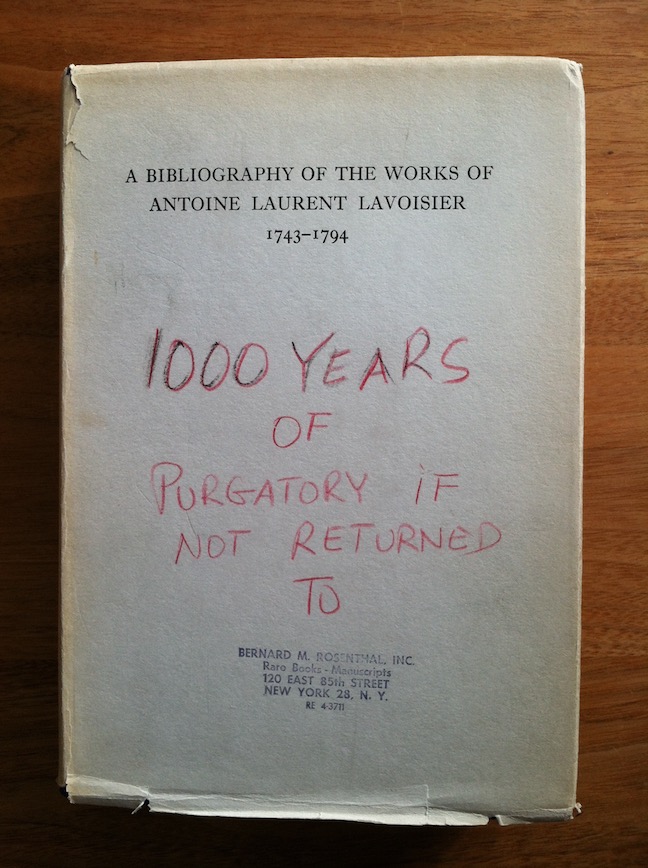 A BIBLIOGRAPHY OF THE WORKS OF
ANTOINE LAURENT LAVOISIER
1743–1794
1000 YEARS
OF
PURGATORY iF
NOT RETURNED
TO
BERNARD M. ROSENTHAL, INC.
Rare Books - Manuscripts
120 EAST 85th STREET
NEW YORK 28, N. Y.
RE 4-3711